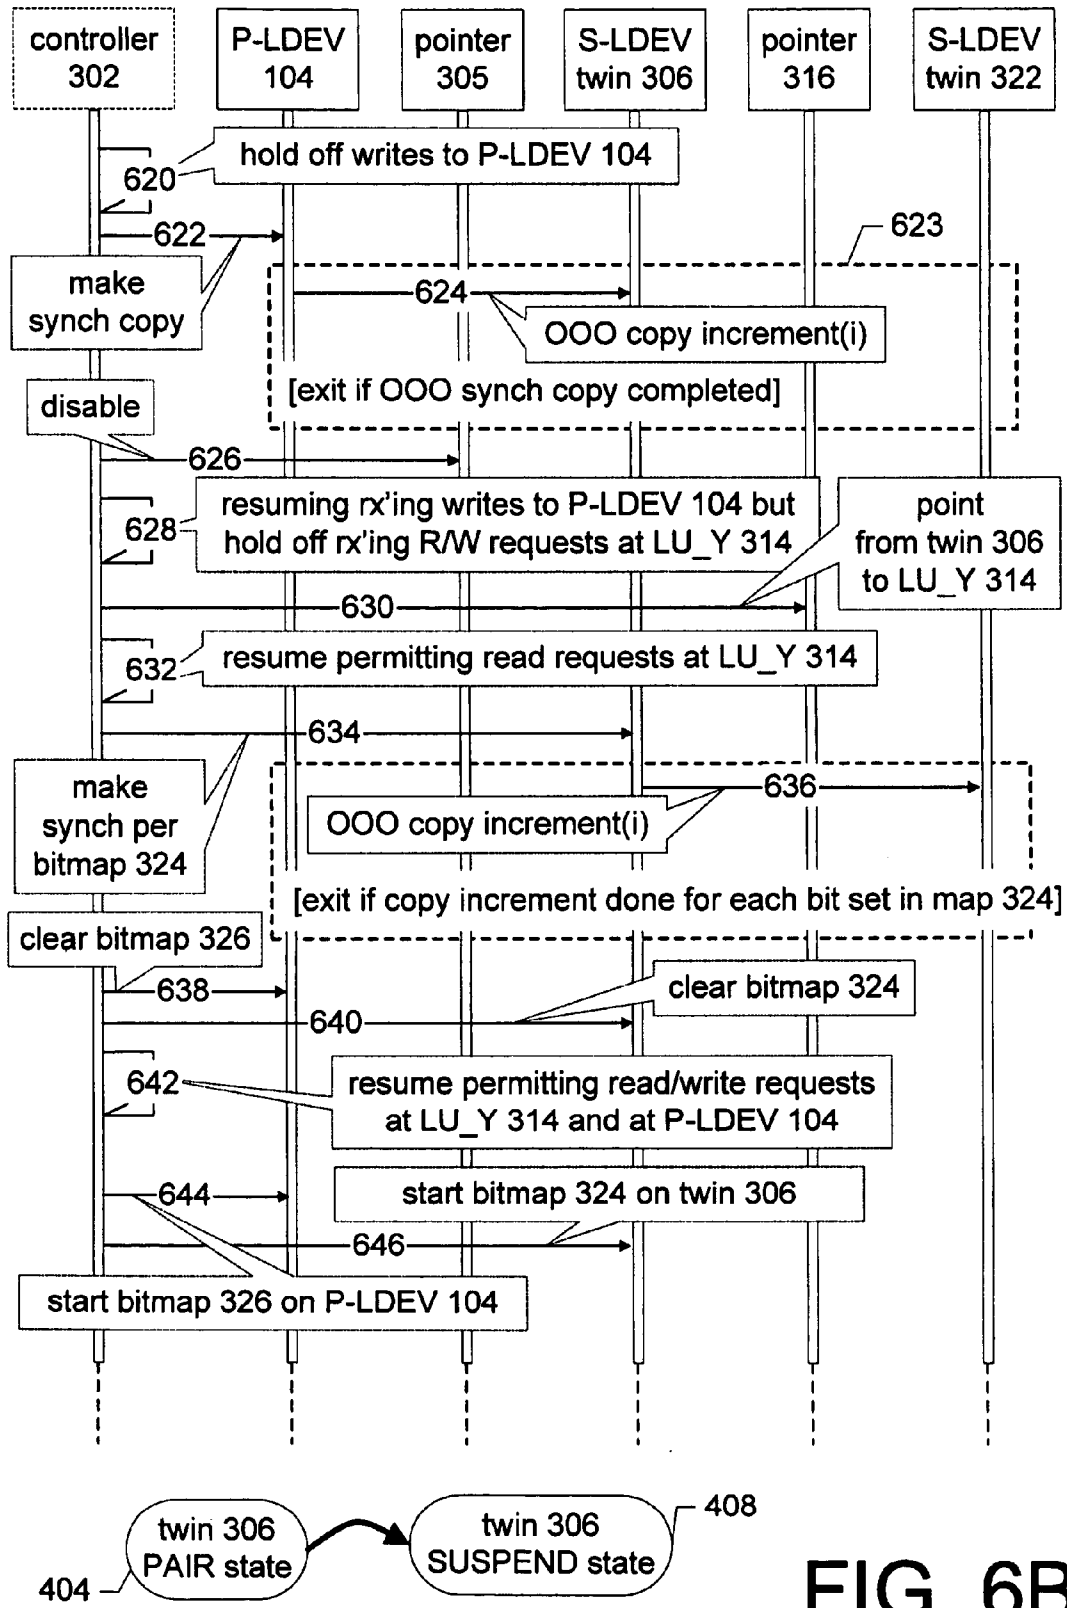 controller
302
P-LDEV
104
pointer
305
S-LDEV
twin 306
pointer
316
S-LDEV
twin 322
hold off writes to P-LDEV 104
620
622
623
make
synch copy
624
OOO copy increment(i)
[exit if OOO synch copy completed]
disable
626
resuming rx'ing writes to P-LDEV 104 but
hold off rx'ing R/W requests at LU_Y 314
628
point
from twin 306
to LU_Y 314
630
632
resume permitting read requests at LU_Y 314
634
make
synch per
bitmap 324
636
OOO copy increment(i)
[exit if copy increment done for each bit set in map 324]
clear bitmap 326
638
clear bitmap 324
640
642
resume permitting read/write requests
at LU_Y 314 and at P-LDEV 104
644
start bitmap 324 on twin 306
646
start bitmap 326 on P-LDEV 104
twin 306
PAIR state
404
twin 306
SUSPEND state
408
FIG. 6B